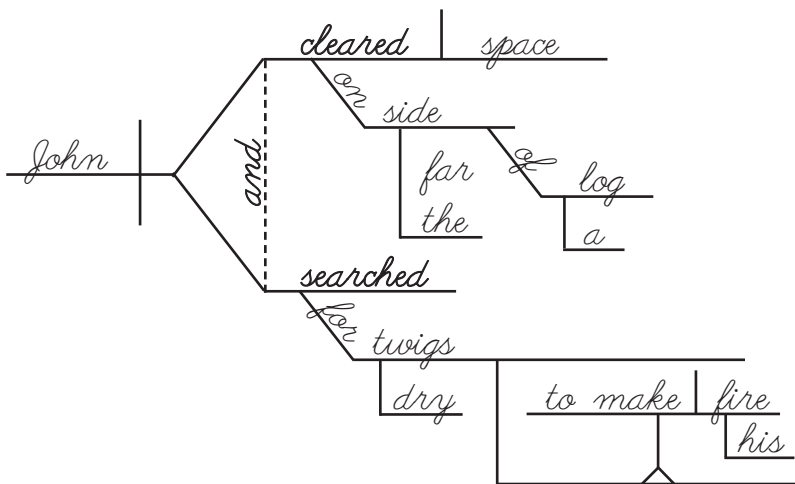 cleared space
on
side
John
and
far
of
log
the
a
searched
for
twigs
dry
to make fire
his